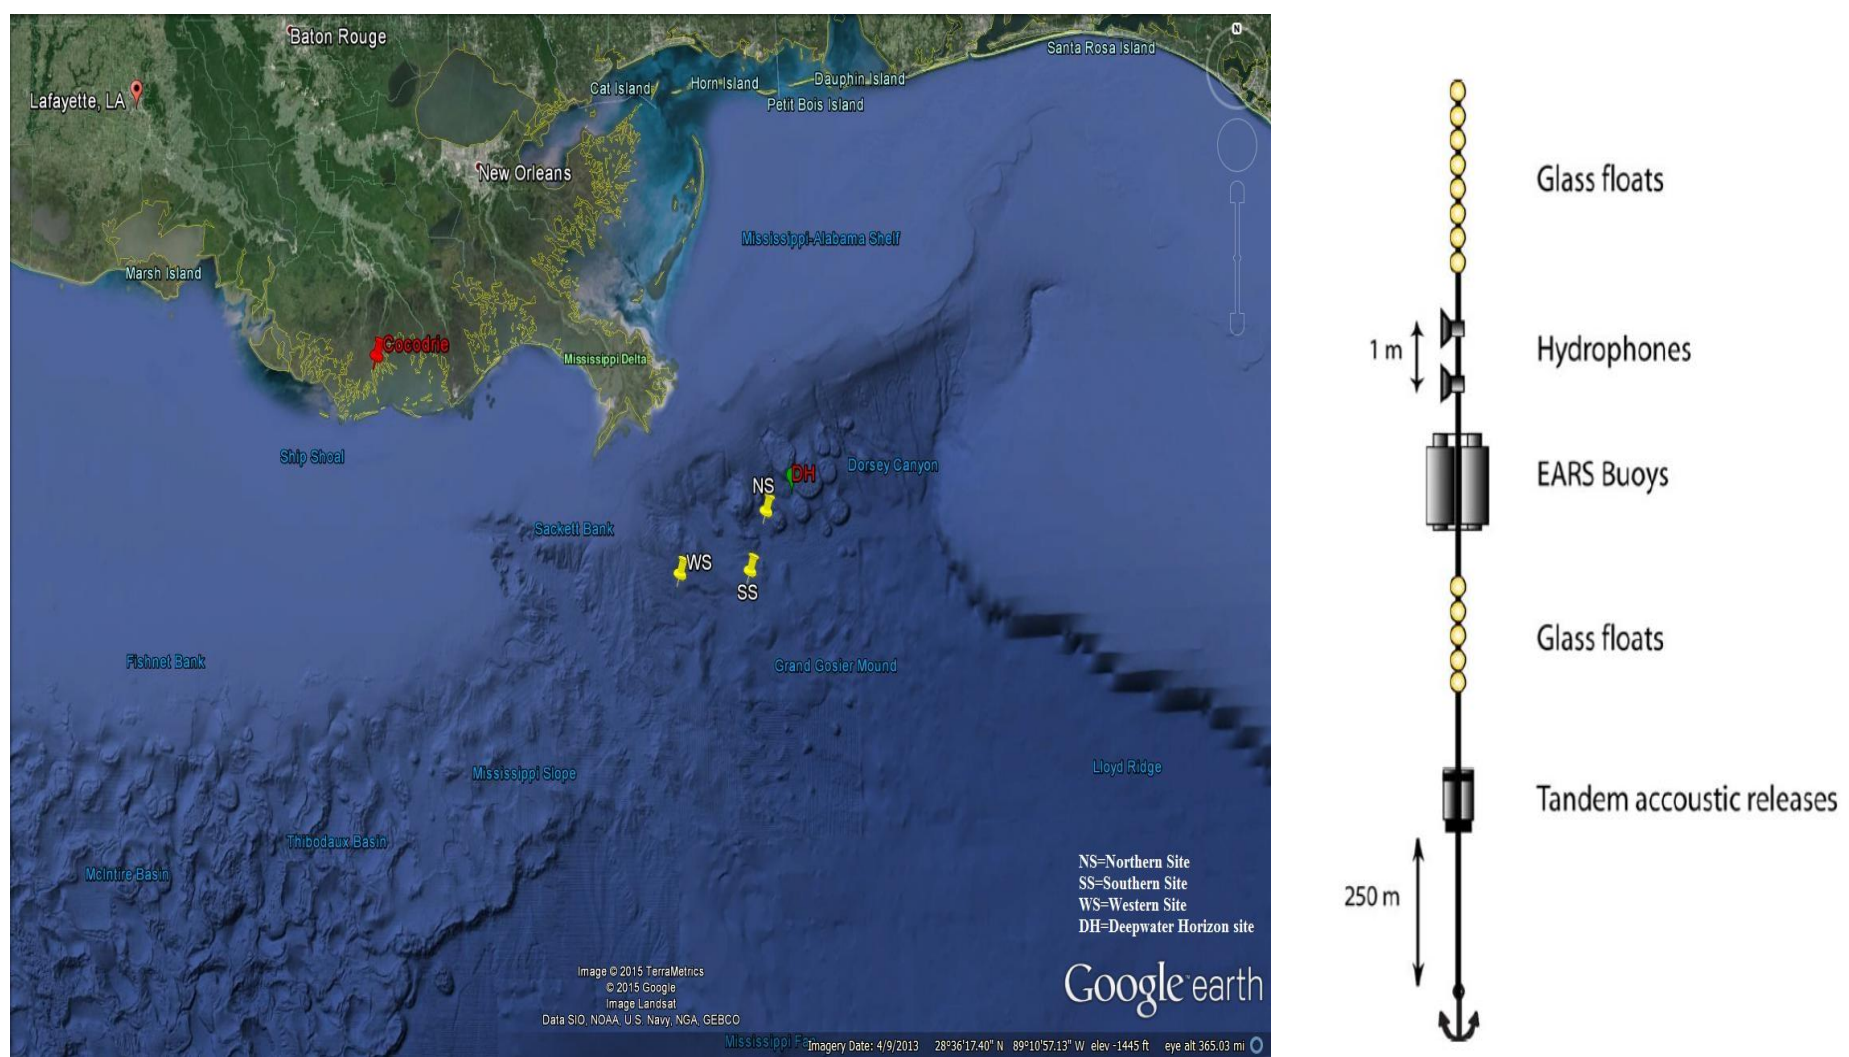 Baton Rouge
Santa Rosa Island
Lafayette, LA
Cat Island
Horn Island
Dauphin Island
Petit Bois Island
New Orleans
Mississippi-Alabama Shelf
Marsh Island
Cocodrie
Mississippi Delta
Ship Shoal
Dorsey Canyon
DH
NS
Sackett Bank
WS
SS
Fishnet Bank
Grand Gosier Mound
Mississippi Slope
Lloyd Ridge
Thibodaux Basin
McIntire Basin
NS=Northern Site
SS=Southern Site
WS=Western Site
DH=Deepwater Horizon site
Image © 2015 TerraMetrics
© 2015 Google
Image Landsat
Data SIO, NOAA, U.S. Navy, NGA, GEBCO
Google earth
Mississippi Fa
Imagery Date: 4/9/2013 28°36'17.40" N 89°10'57.13" W elev -1445 ft eye alt 365.03 mi
N
Glass floats
1 m
Hydrophones
EARS Buoys
Glass floats
Tandem accoustic releases
250 m